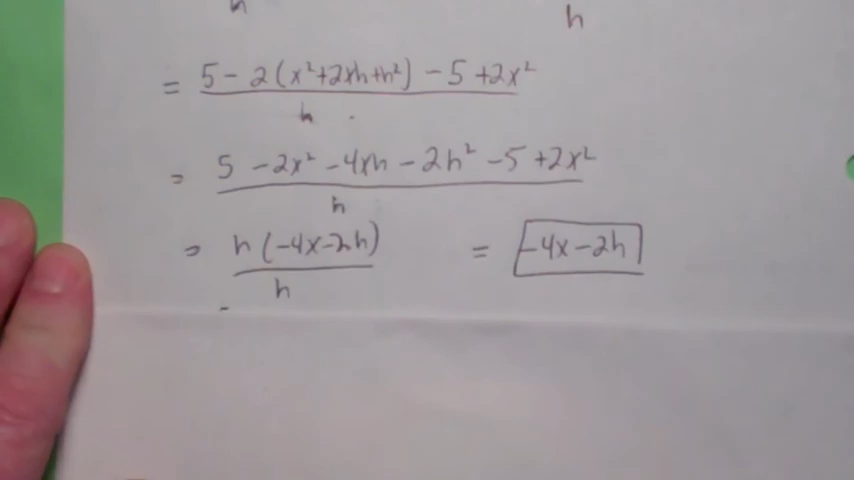 h h
= 5 - 2(x²+2xh+h²) - 5 + 2x²
h
= 5 - 2x² - 4xh - 2h² - 5 + 2x²
h
= h(-4x-2h) = -4x-2h
h